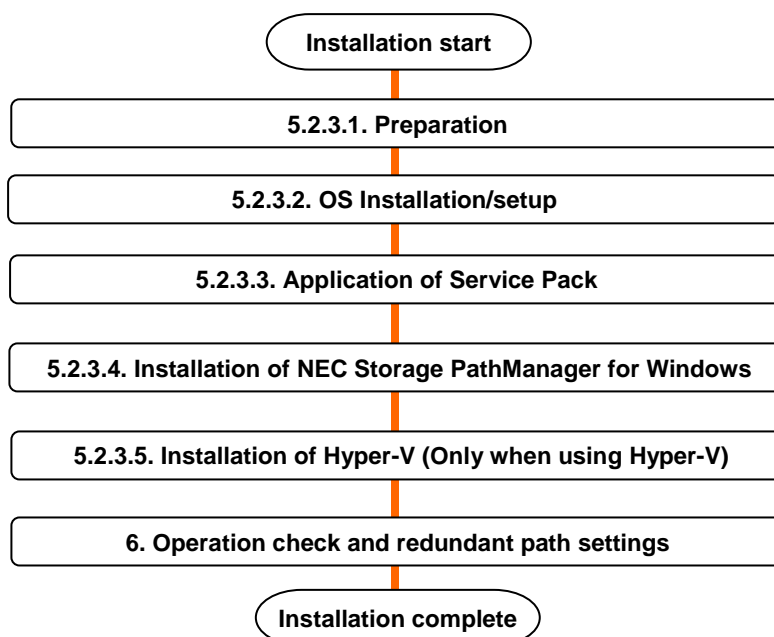 Installation start
5.2.3.1. Preparation
5.2.3.2. OS Installation/setup
5.2.3.3. Application of Service Pack
5.2.3.4. Installation of NEC Storage PathManager for Windows
5.2.3.5. Installation of Hyper-V (Only when using Hyper-V)
6. Operation check and redundant path settings
Installation complete